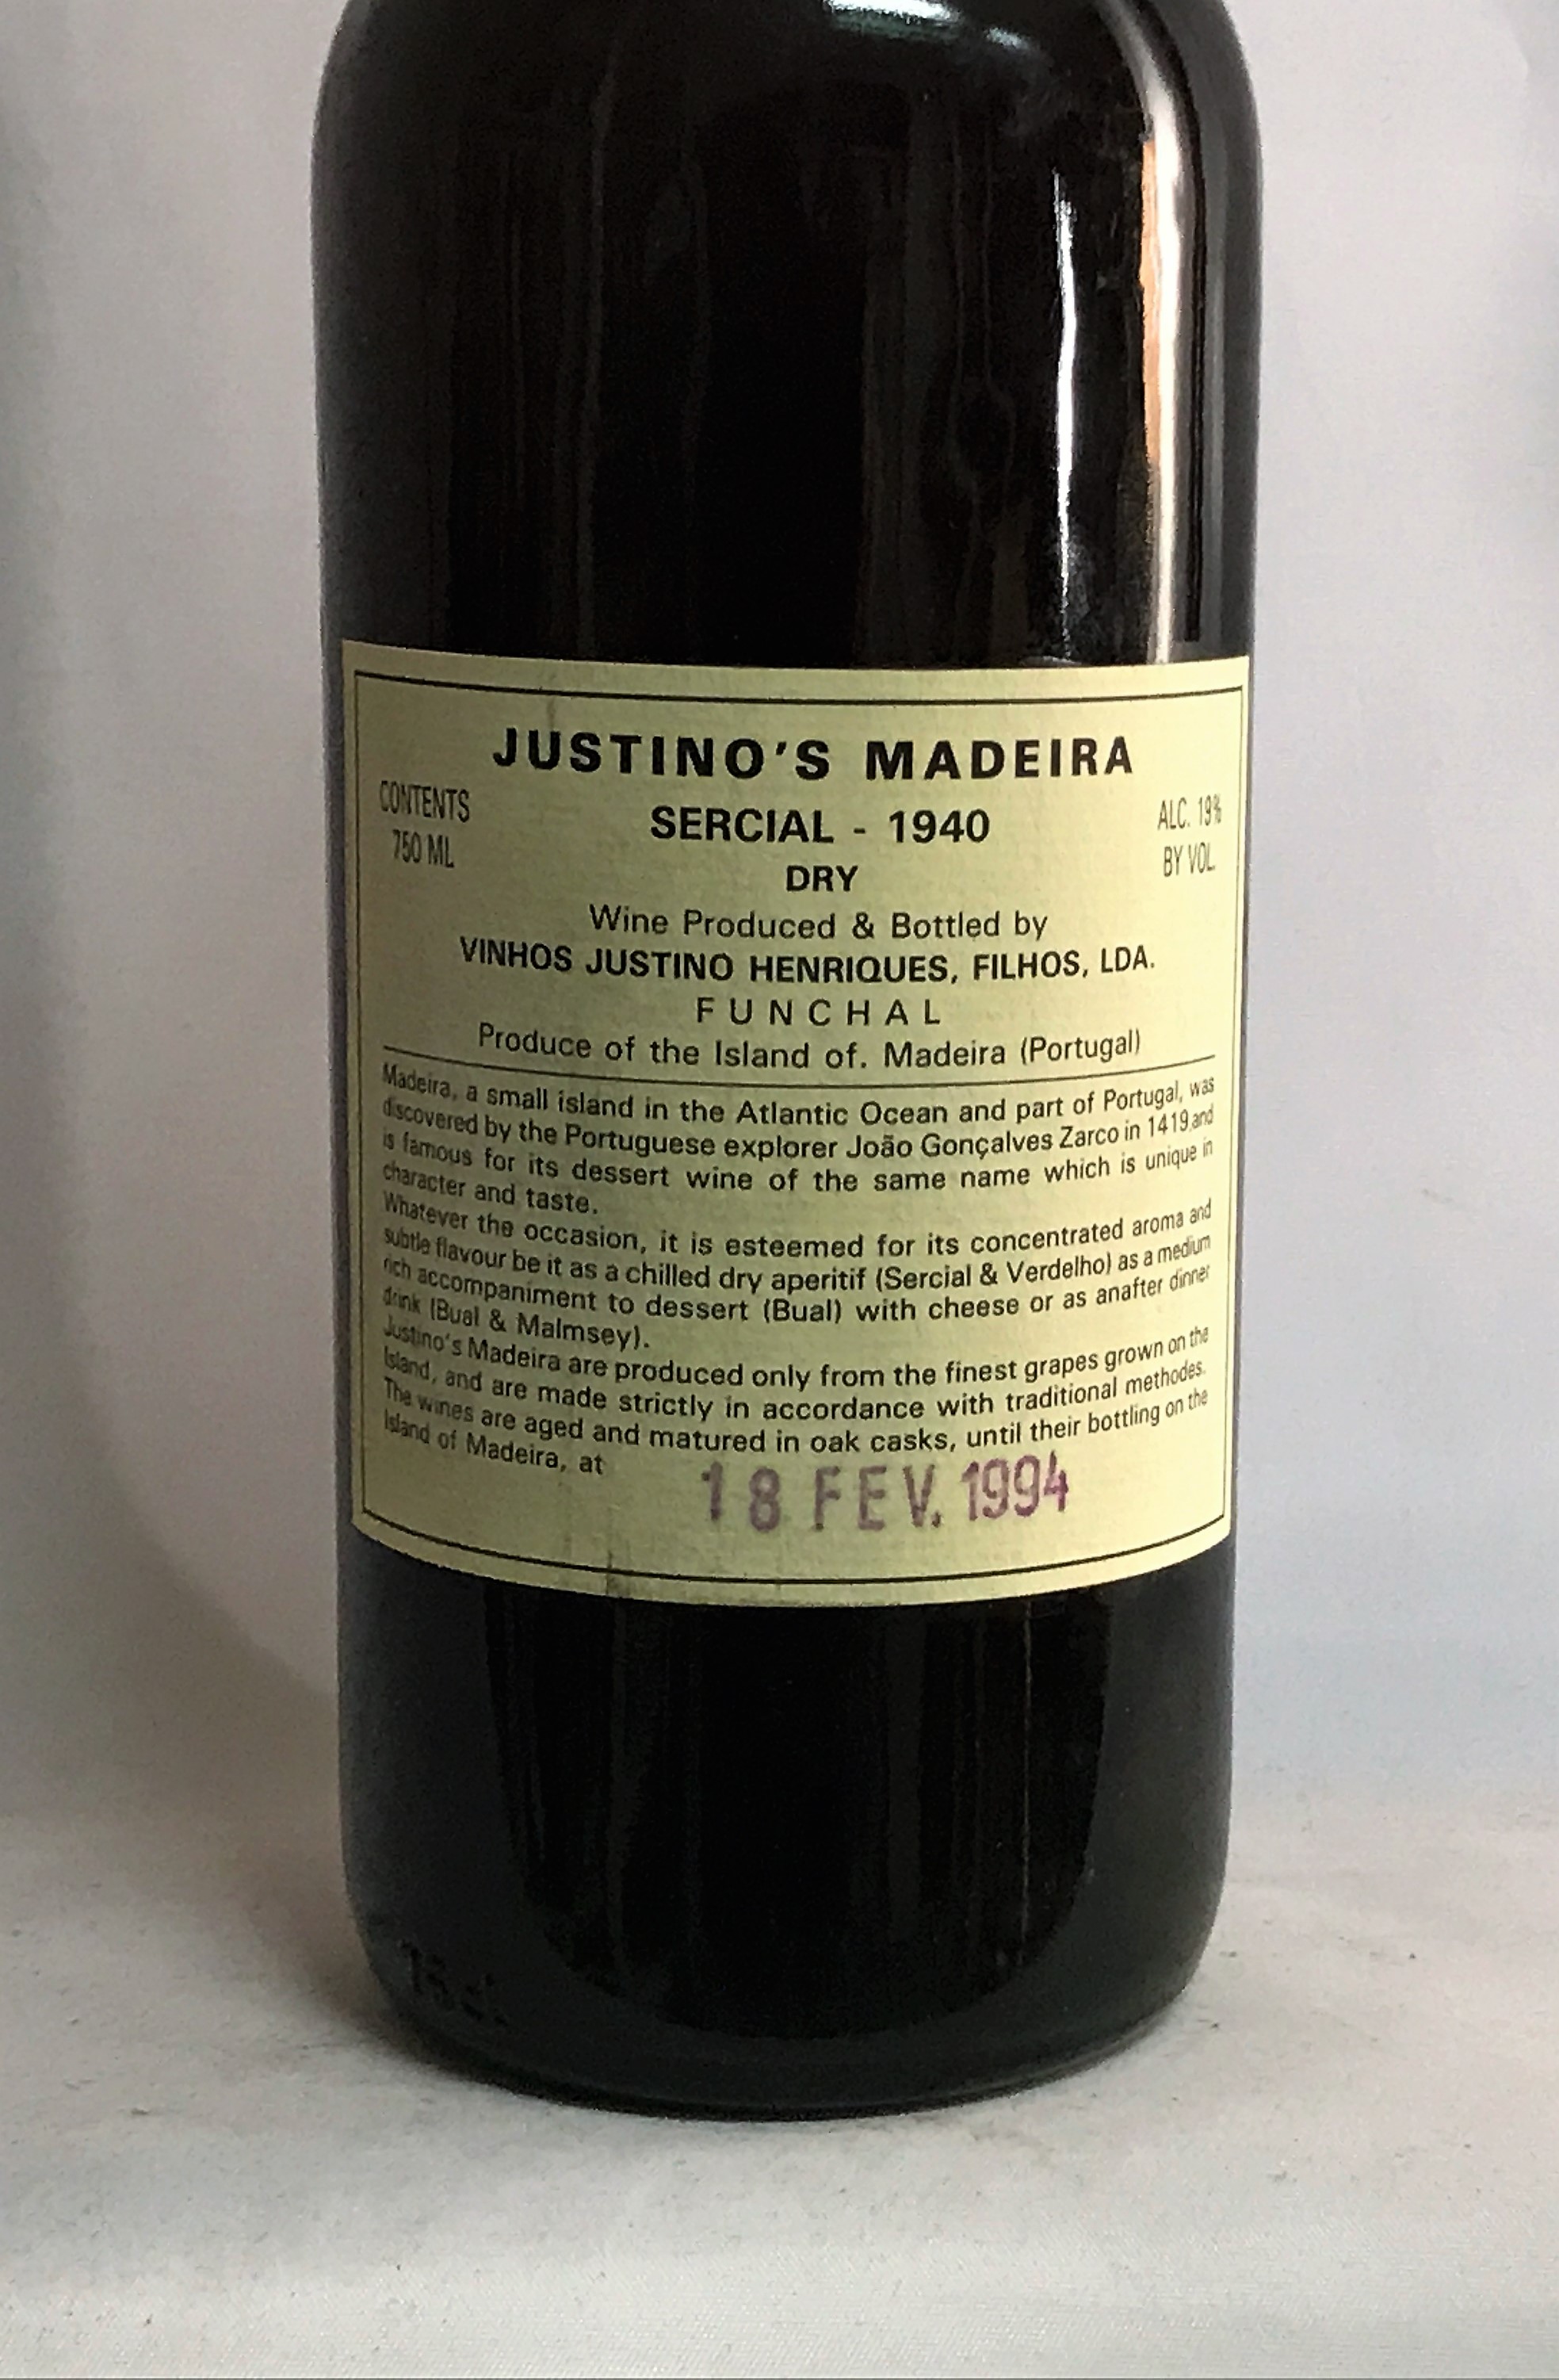 JUSTINO'S MADEIRA
CONTENTS
750 ML
SERCIAL - 1940
ALC. 19%
BY VOL.
DRY
Wine Produced & Bottled by
VINHOS JUSTINO HENRIQUES, FILHOS, LDA.
FUNCHAL
Produce of the Island of. Madeira (Portugal)
Madeira, a small island in the Atlantic Ocean and part of Portugal, was
discovered by the Portuguese explorer João Gonçalves Zarco in 1419 and
is famous for its dessert wine of the same name which is unique in
character and taste.
Whatever the occasion, it is esteemed for its concentrated aroma and
subtle flavour be it as a chilled dry aperitif (Sercial & Verdelho) as a medium
rich accompaniment to dessert (Bual) with cheese or as anafter dinner
drink (Bual & Malmsey).
Justino's Madeira are produced only from the finest grapes grown on the
Island, and are made strictly in accordance with traditional methodes.
The wines are aged and matured in oak casks, until their bottling on the
Island of Madeira, at
18 FEV. 1994